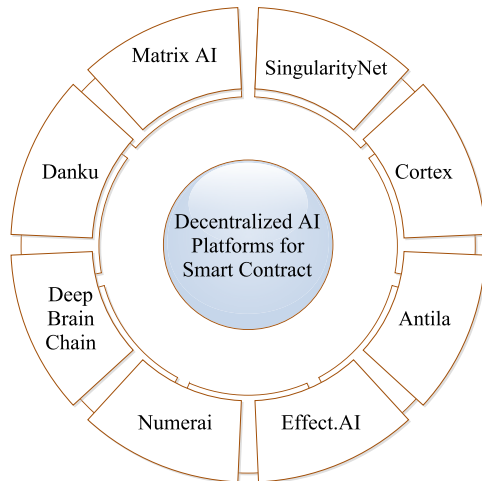 Matrix AI
SingularityNet
Danku
Cortex
Decentralized AI
Platforms for
Smart Contract
Deep
Brain
Chain
Antila
Numerai
Effect.AI